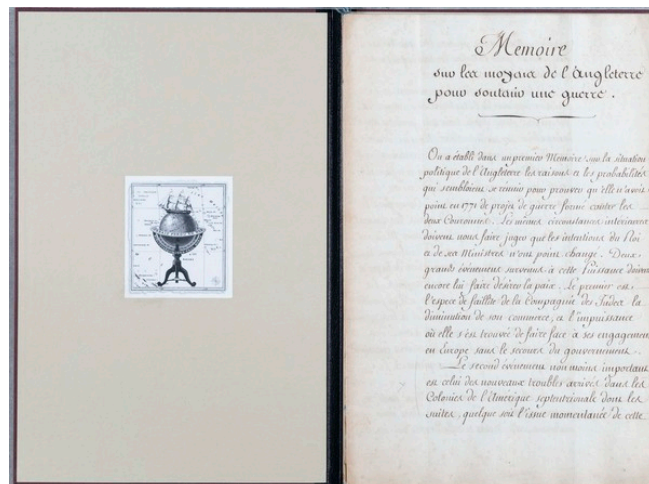 Memoire
sur les moyens de l'Angleterre
pour soutenir une guerre.
On a établi dans un premier Memoire sur la situation
politique de l'Angleterre les raisons et les probabilités
qui sembloient se réunir pour prouver qu'elle n'avoit
point en 1771 de projet de guerre formé contre les
deux Couronnes. Les mêmes circonstances intérieures
doivent nous faire juger que les intentions du Roi
et de ses Ministres n'ont point changé. Deux
grands évènement survenus à cette Puissance doivent
encore lui faire désirer la paix. Le premier est
l'espece de faillite de la Compagnie des Indes la
diminution de son commerce, et l'impuissance
où elle s'est trouvée de faire face à ses engagemen
en Europe sans le secours du gouvernement.
Le second évènement non moins important
est celui des nouveaux troubles arrivés dans les
Colonies de l'Amérique septentrionale dont les
suites, quelque soit l'issue momentanée de cette